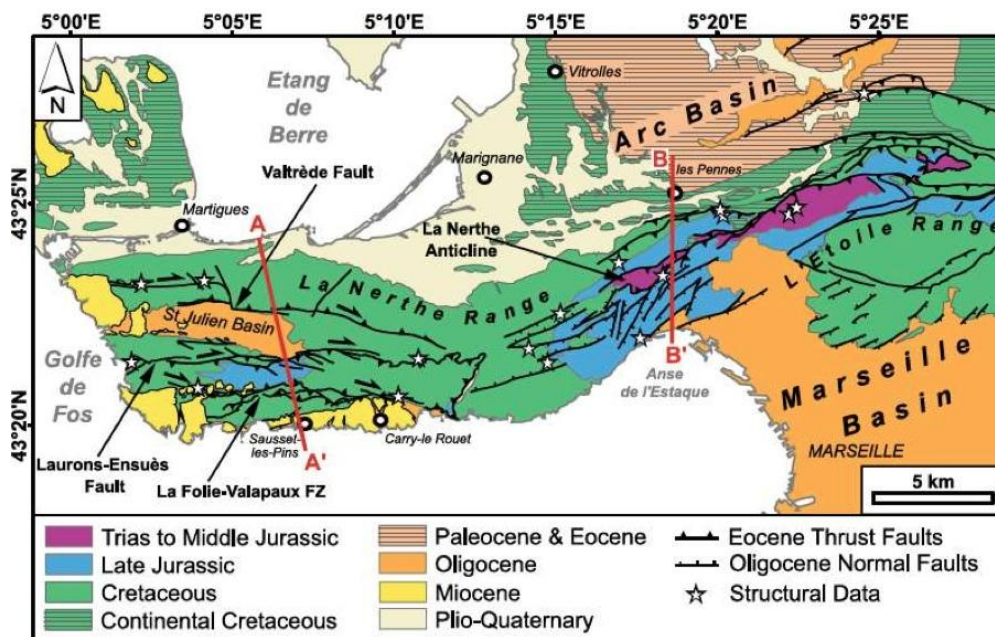 5°00'E 5°05'E 5°10'E 5°15'E 5°20'E 5°25'E
N
Etang
de
Berre
Vitrolles
Arc Basin
Marignane
B
les Pennes
43°25'N
Valtrède Fault
Martigues
A
La Nerthe
Anticline
La Nerthe Range
L'Etoile Range
St Julien Basin
Golfe
de
Fos
B'
Anse
de l'Estaque
Marseille
Basin
43°20'N
Sausset-
les-Pins
Carry-le Rouet
MARSEILLE
A'
Laurons-Ensuès
Fault
La Folie-Valapaux FZ
5 km
Trias to Middle Jurassic
Late Jurassic
Cretaceous
Continental Cretaceous
Paleocene & Eocene
Oligocene
Miocene
Plio-Quaternary
Eocene Thrust Faults
Oligocene Normal Faults
Structural Data